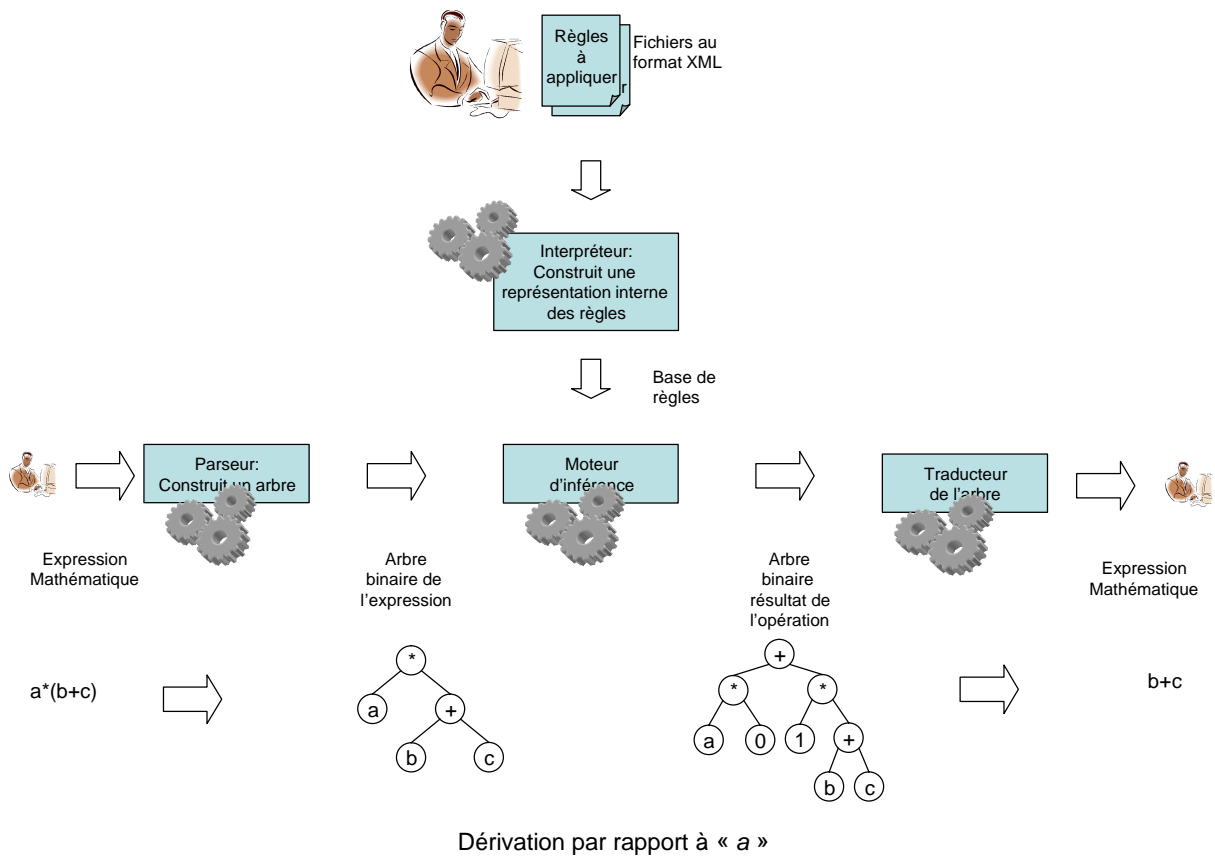 Règles
à
appliquer
r
Fichiers au
format XML
Interpréteur:
Construit une
représentation interne
des règles
Base de
règles
Parseur:
Construit un arbre
Moteur
d'inférence
Traducteur
de l'arbre
Expression
Mathématique
Arbre
binaire de
l'expression
Arbre
binaire
résultat de
l'opération
Expression
Mathématique
a*(b+c)
*
a
+
b
c
+
*
*
a
0
1
+
b
c
b+c
Dérivation par rapport à « a »